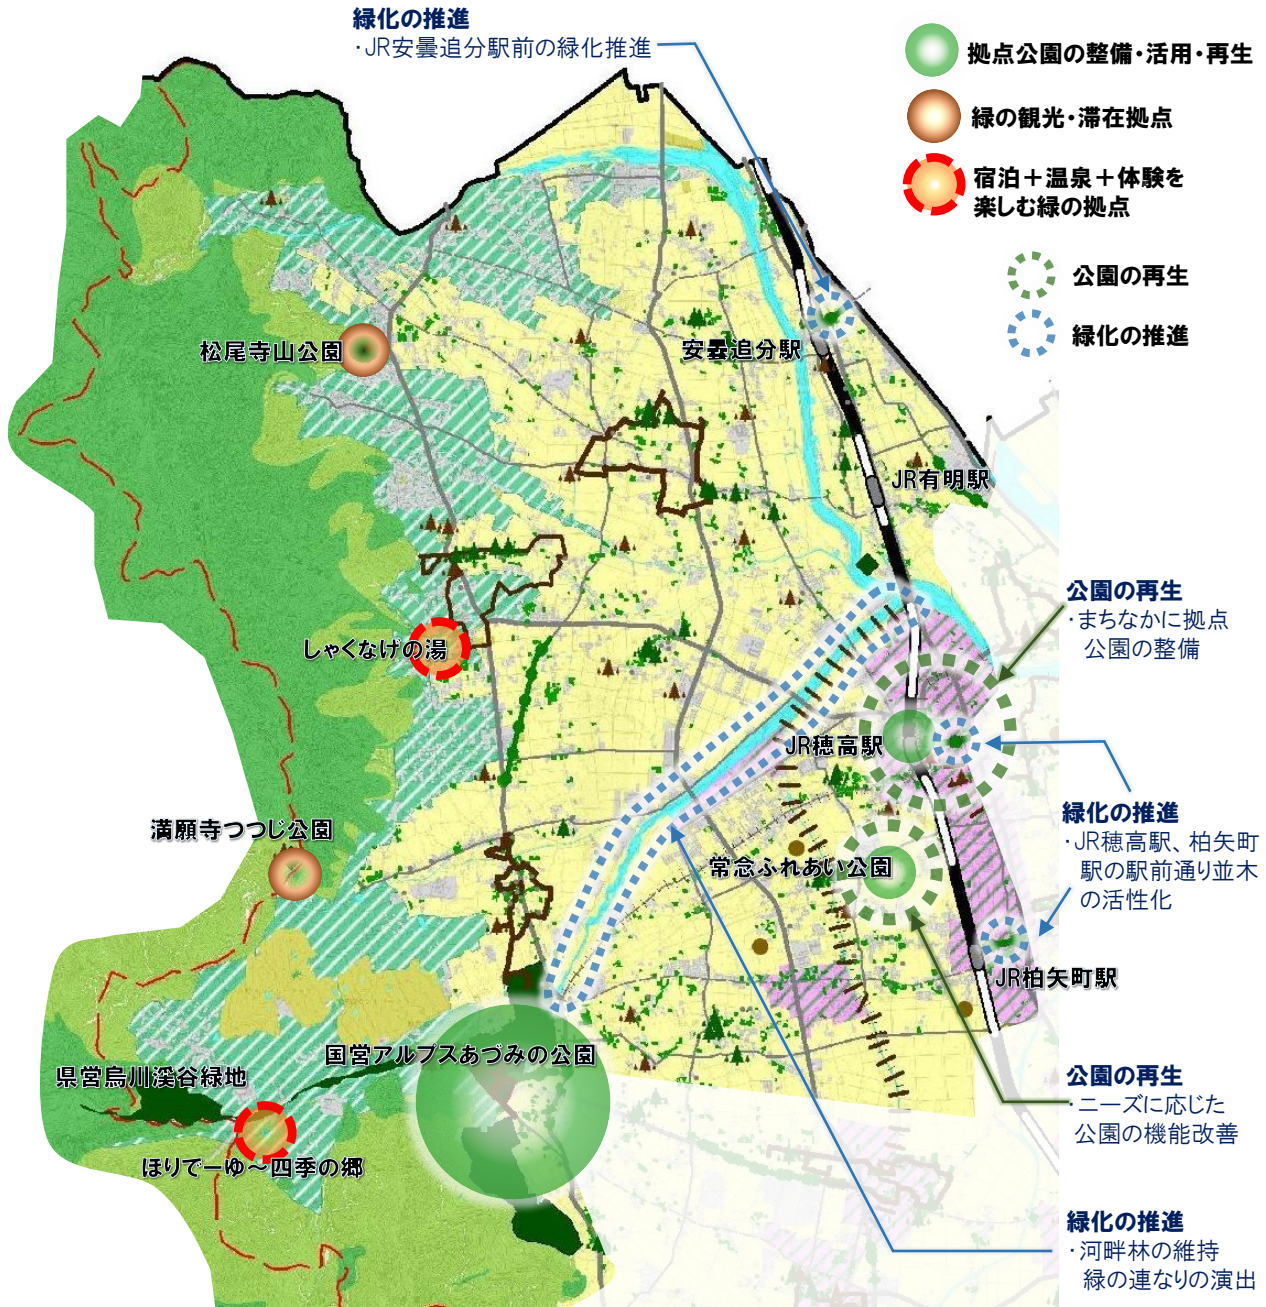 緑化の推進
・JR安曇追分駅前の緑化推進
拠点公園の整備・活用・再生
緑の観光・滞在拠点
宿泊＋温泉＋体験を
楽しむ緑の拠点
公園の再生
緑化の推進
松尾寺山公園
安曇追分駅
JR有明駅
公園の再生
・まちなかに拠点
公園の整備
しゃくなげの湯
JR穂高駅
緑化の推進
・JR穂高駅、柏矢町
駅の駅前通り並木
の活性化
満願寺つつじ公園
常念ふれあい公園
JR柏矢町駅
国営アルプスあづみの公園
県営烏川渓谷緑地
公園の再生
・ニーズに応じた
公園の機能改善
ほりでーゆ～四季の郷
緑化の推進
・河畔林の維持
緑の連なりの演出